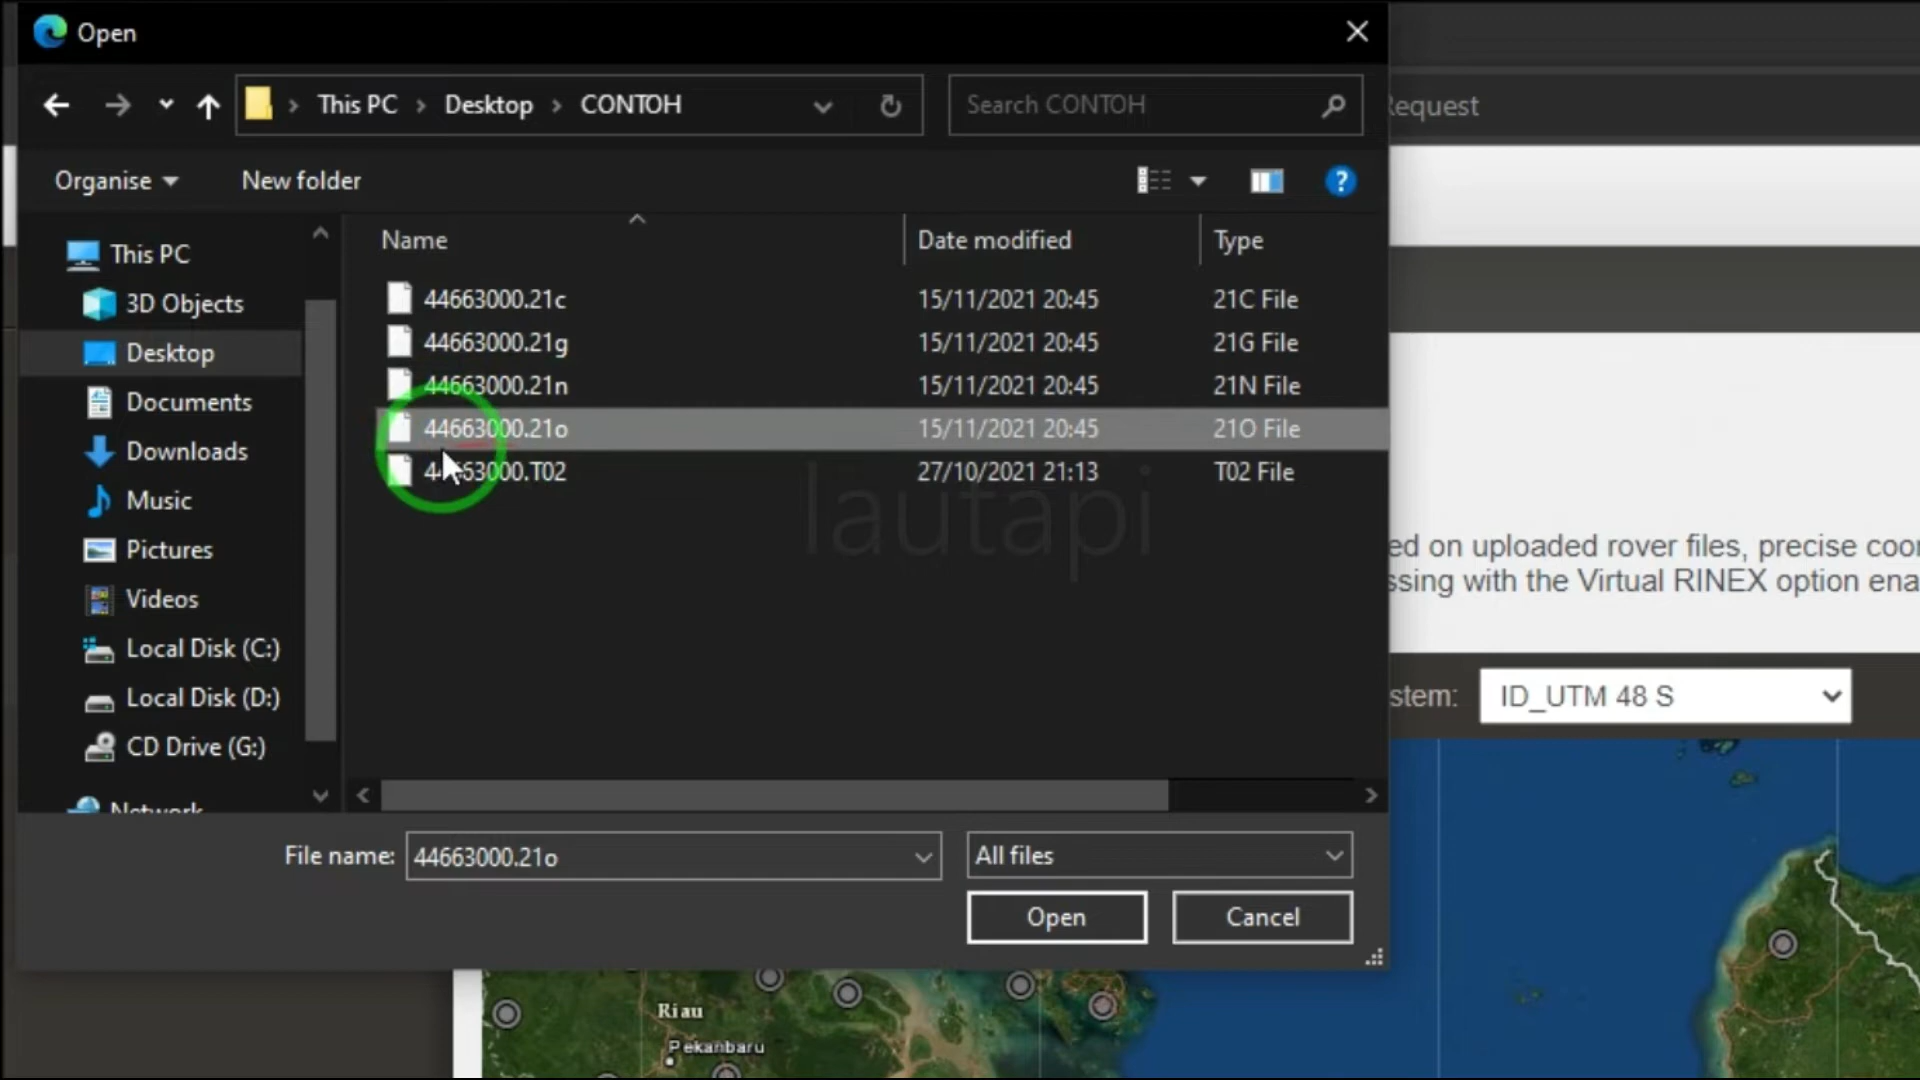 Open
This PC > Desktop > CONTOH
Search CONTOH
Request
Organise
New folder
?
Name
Date modified
Type
This PC
3D Objects
Desktop
Documents
Downloads
Music
Pictures
Videos
Local Disk (C:)
Local Disk (D:)
CD Drive (G:)
Network
44663000.21c 15/11/2021 20:45 21C File
44663000.21g 15/11/2021 20:45 21G File
44663000.21n 15/11/2021 20:45 21N File
44663000.21o 15/11/2021 20:45 21O File
44663000.T02 27/10/2021 21:13 T02 File
lautapi
ed on uploaded rover files, precise coor
ssing with the Virtual RINEX option ena
stem: ID_UTM 48 S
File name: 44663000.21o
All files
Open
Cancel
Riau
Pekanbaru